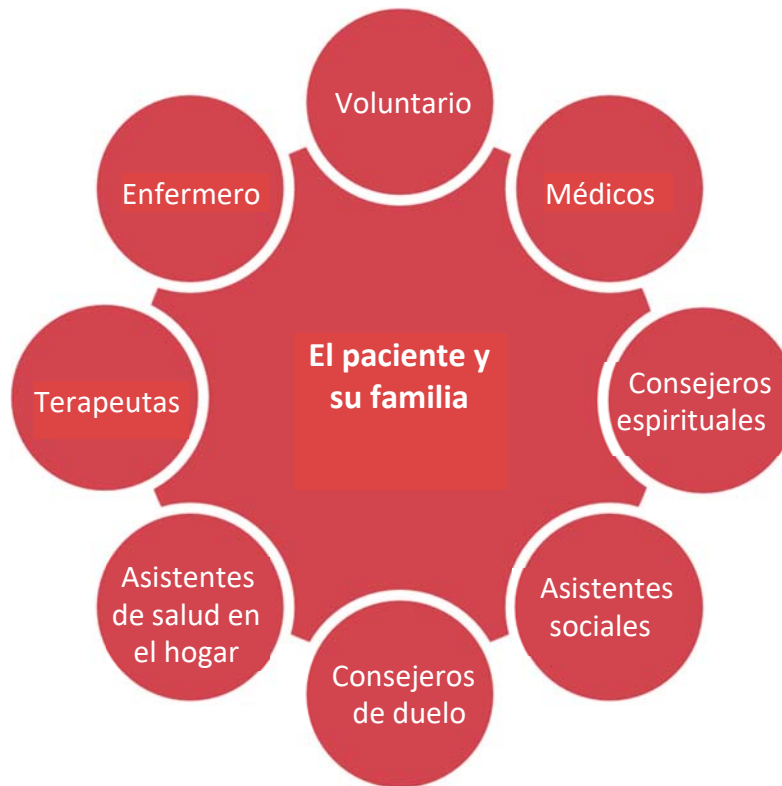 Voluntario
Médicos
Consejeros
espirituales
Asistentes
sociales
Consejeros
de duelo
Asistentes
de salud en
el hogar
Terapeutas
Enfermero
El paciente y
su familia